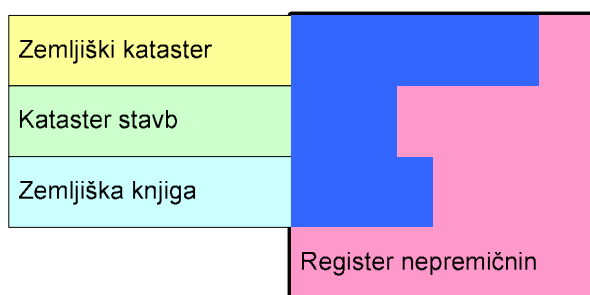 Zemljiški kataster
Kataster stavb
Zemljiška knjiga
Register nepremičnin